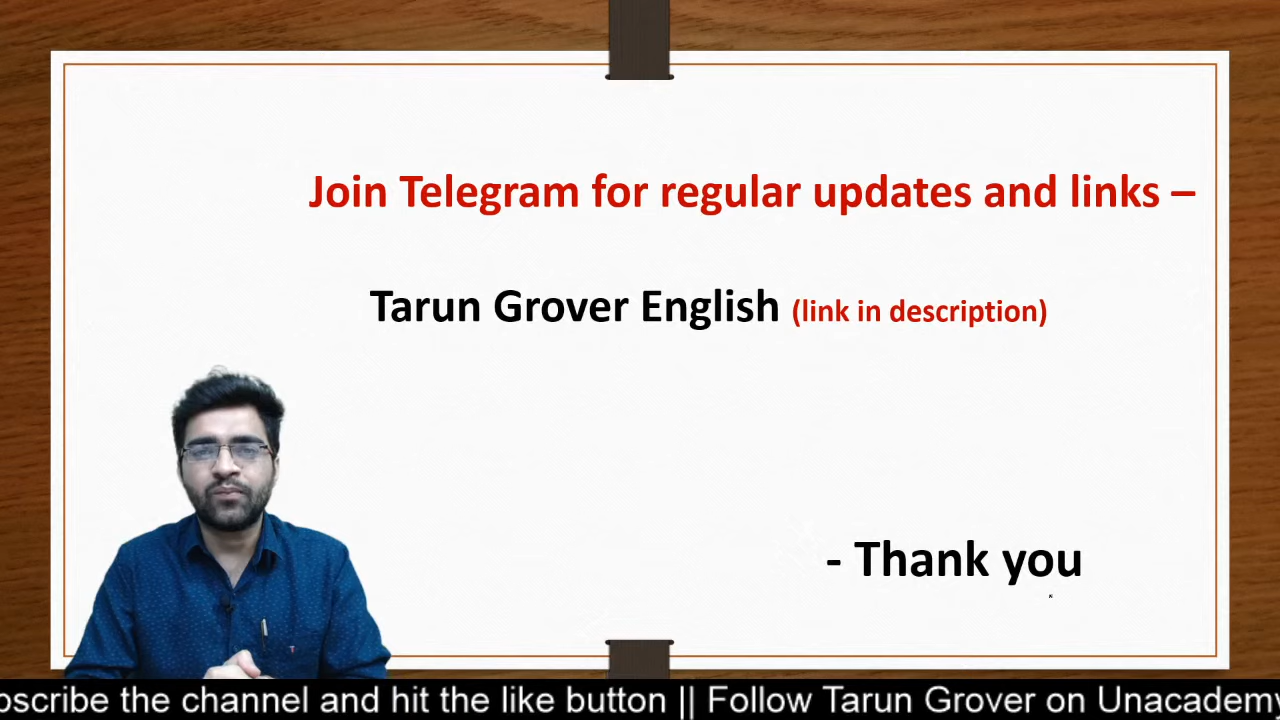 Join Telegram for regular updates and links –
Tarun Grover English (link in description)
- Thank you
bscribe the channel and hit the like button || Follow Tarun Grover on Unacademy